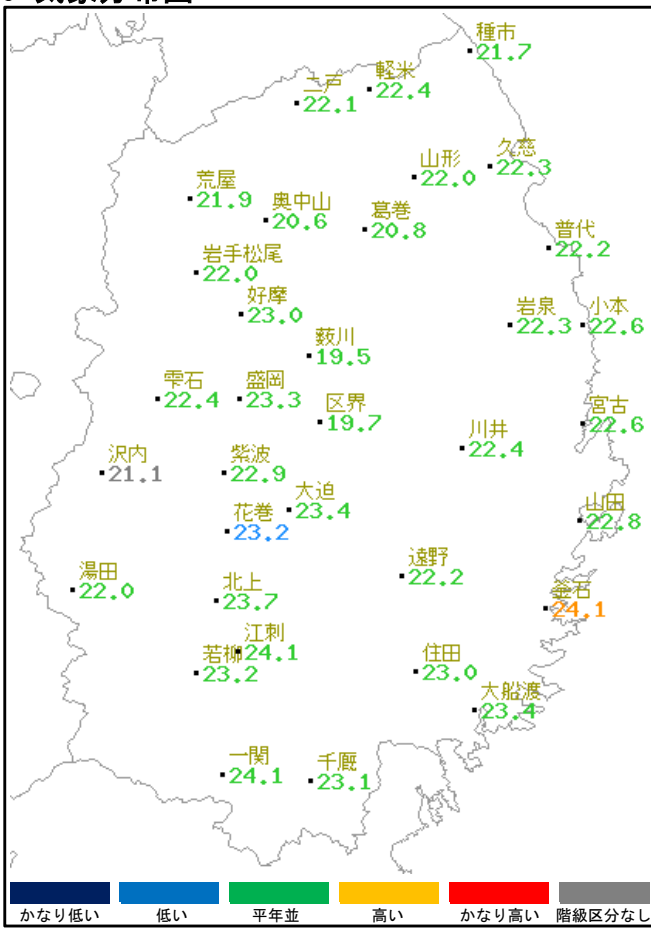 種市
21.7
軽米
22.4
二戸
22.1
久慈
22.3
山形
22.0
荒屋
21.9
奥中山
20.6
葛巻
20.8
普代
22.2
岩手松尾
22.0
好摩
23.0
岩泉
22.3
小本
22.6
薮川
19.5
雫石
22.4
盛岡
23.3
区界
19.7
宮古
22.6
川井
22.4
沢内
21.1
紫波
22.9
大迫
23.4
花巻
23.2
山田
22.8
遠野
22.2
湯田
22.0
北上
23.7
釜石
24.1
江刺
24.1
若柳
23.2
住田
23.0
大船渡
23.4
一関
24.1
千厩
23.1
かなり低い 低い 平年並 高い かなり高い 階級区分なし